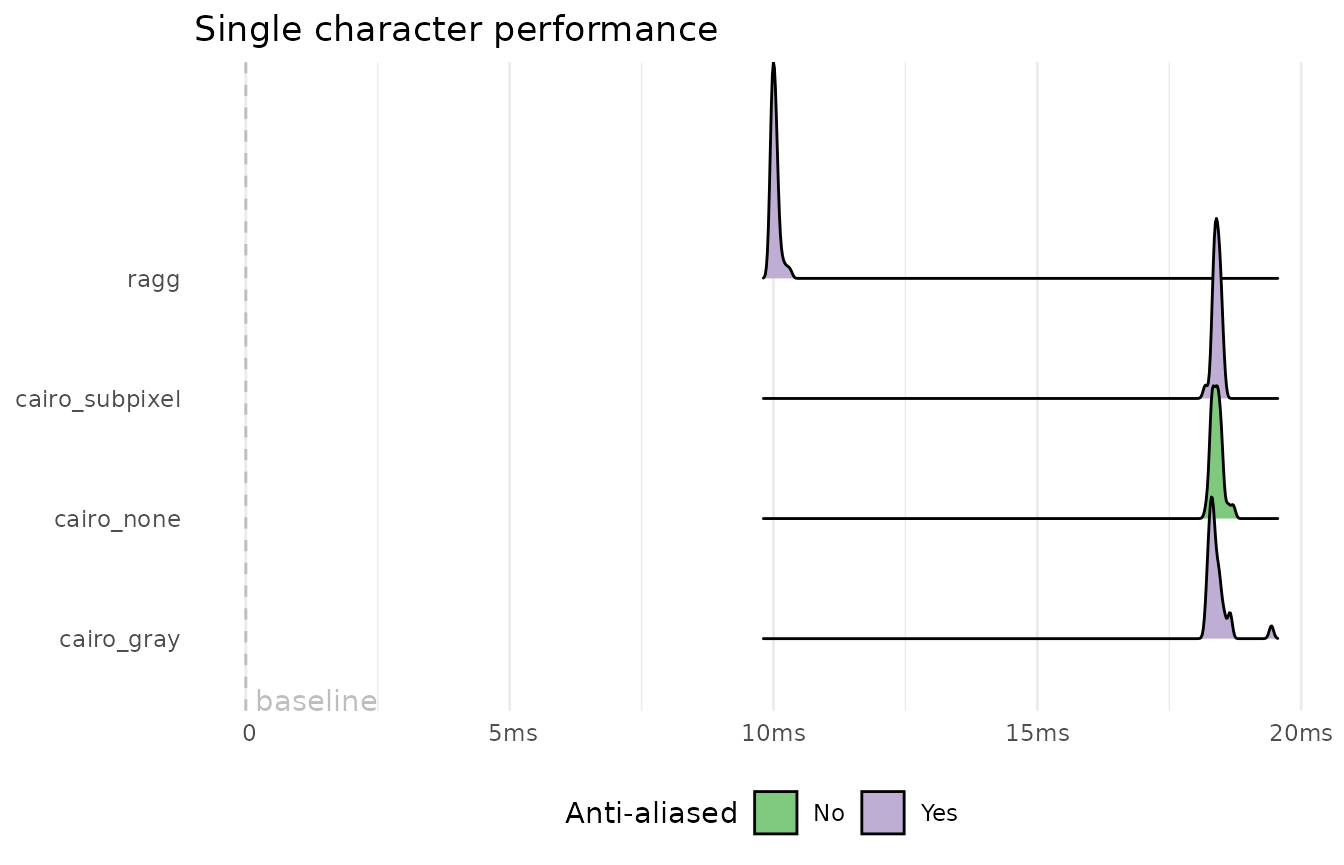 Single character performance
ragg
cairo_subpixel
cairo_none
cairo_gray
baseline
0 5ms 10ms 15ms 20ms
Anti-aliased No Yes